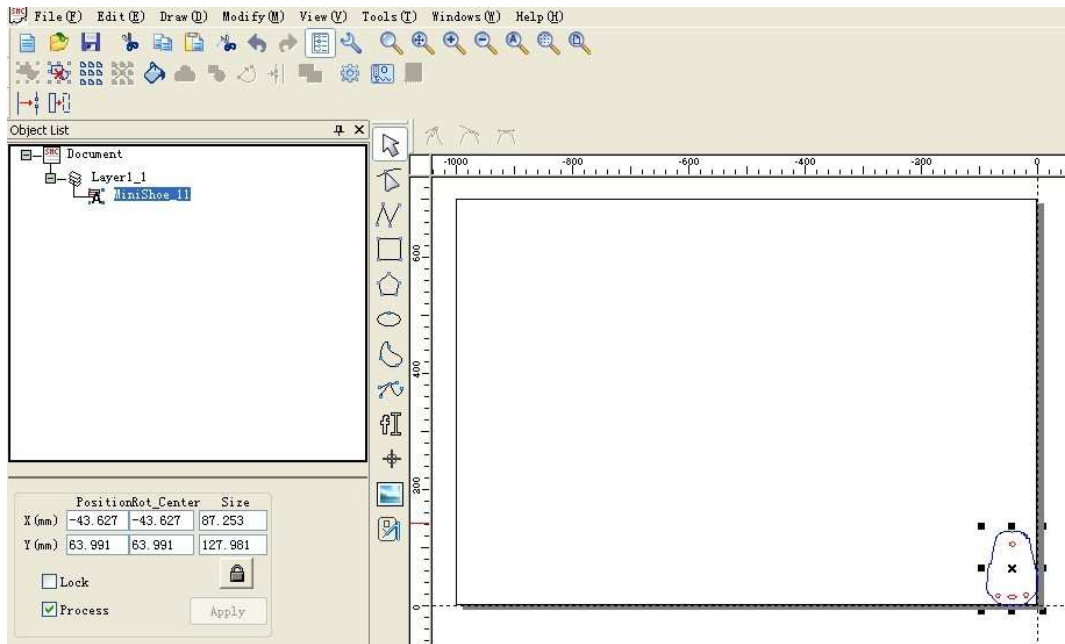 SMC File(F) Edit(E) Draw(D) Modify(M) View(V) Tools(T) Windows(W) Help(H)
Object List
SMC Document
Layer1_1
MiniShoe_11
-1000 -800 -600 -400 -200 0
600
400
200
0
Position Rot_Center Size
X(mm) -43.627 -43.627 87.253
Y(mm) 63.991 63.991 127.981
Lock
Process Apply